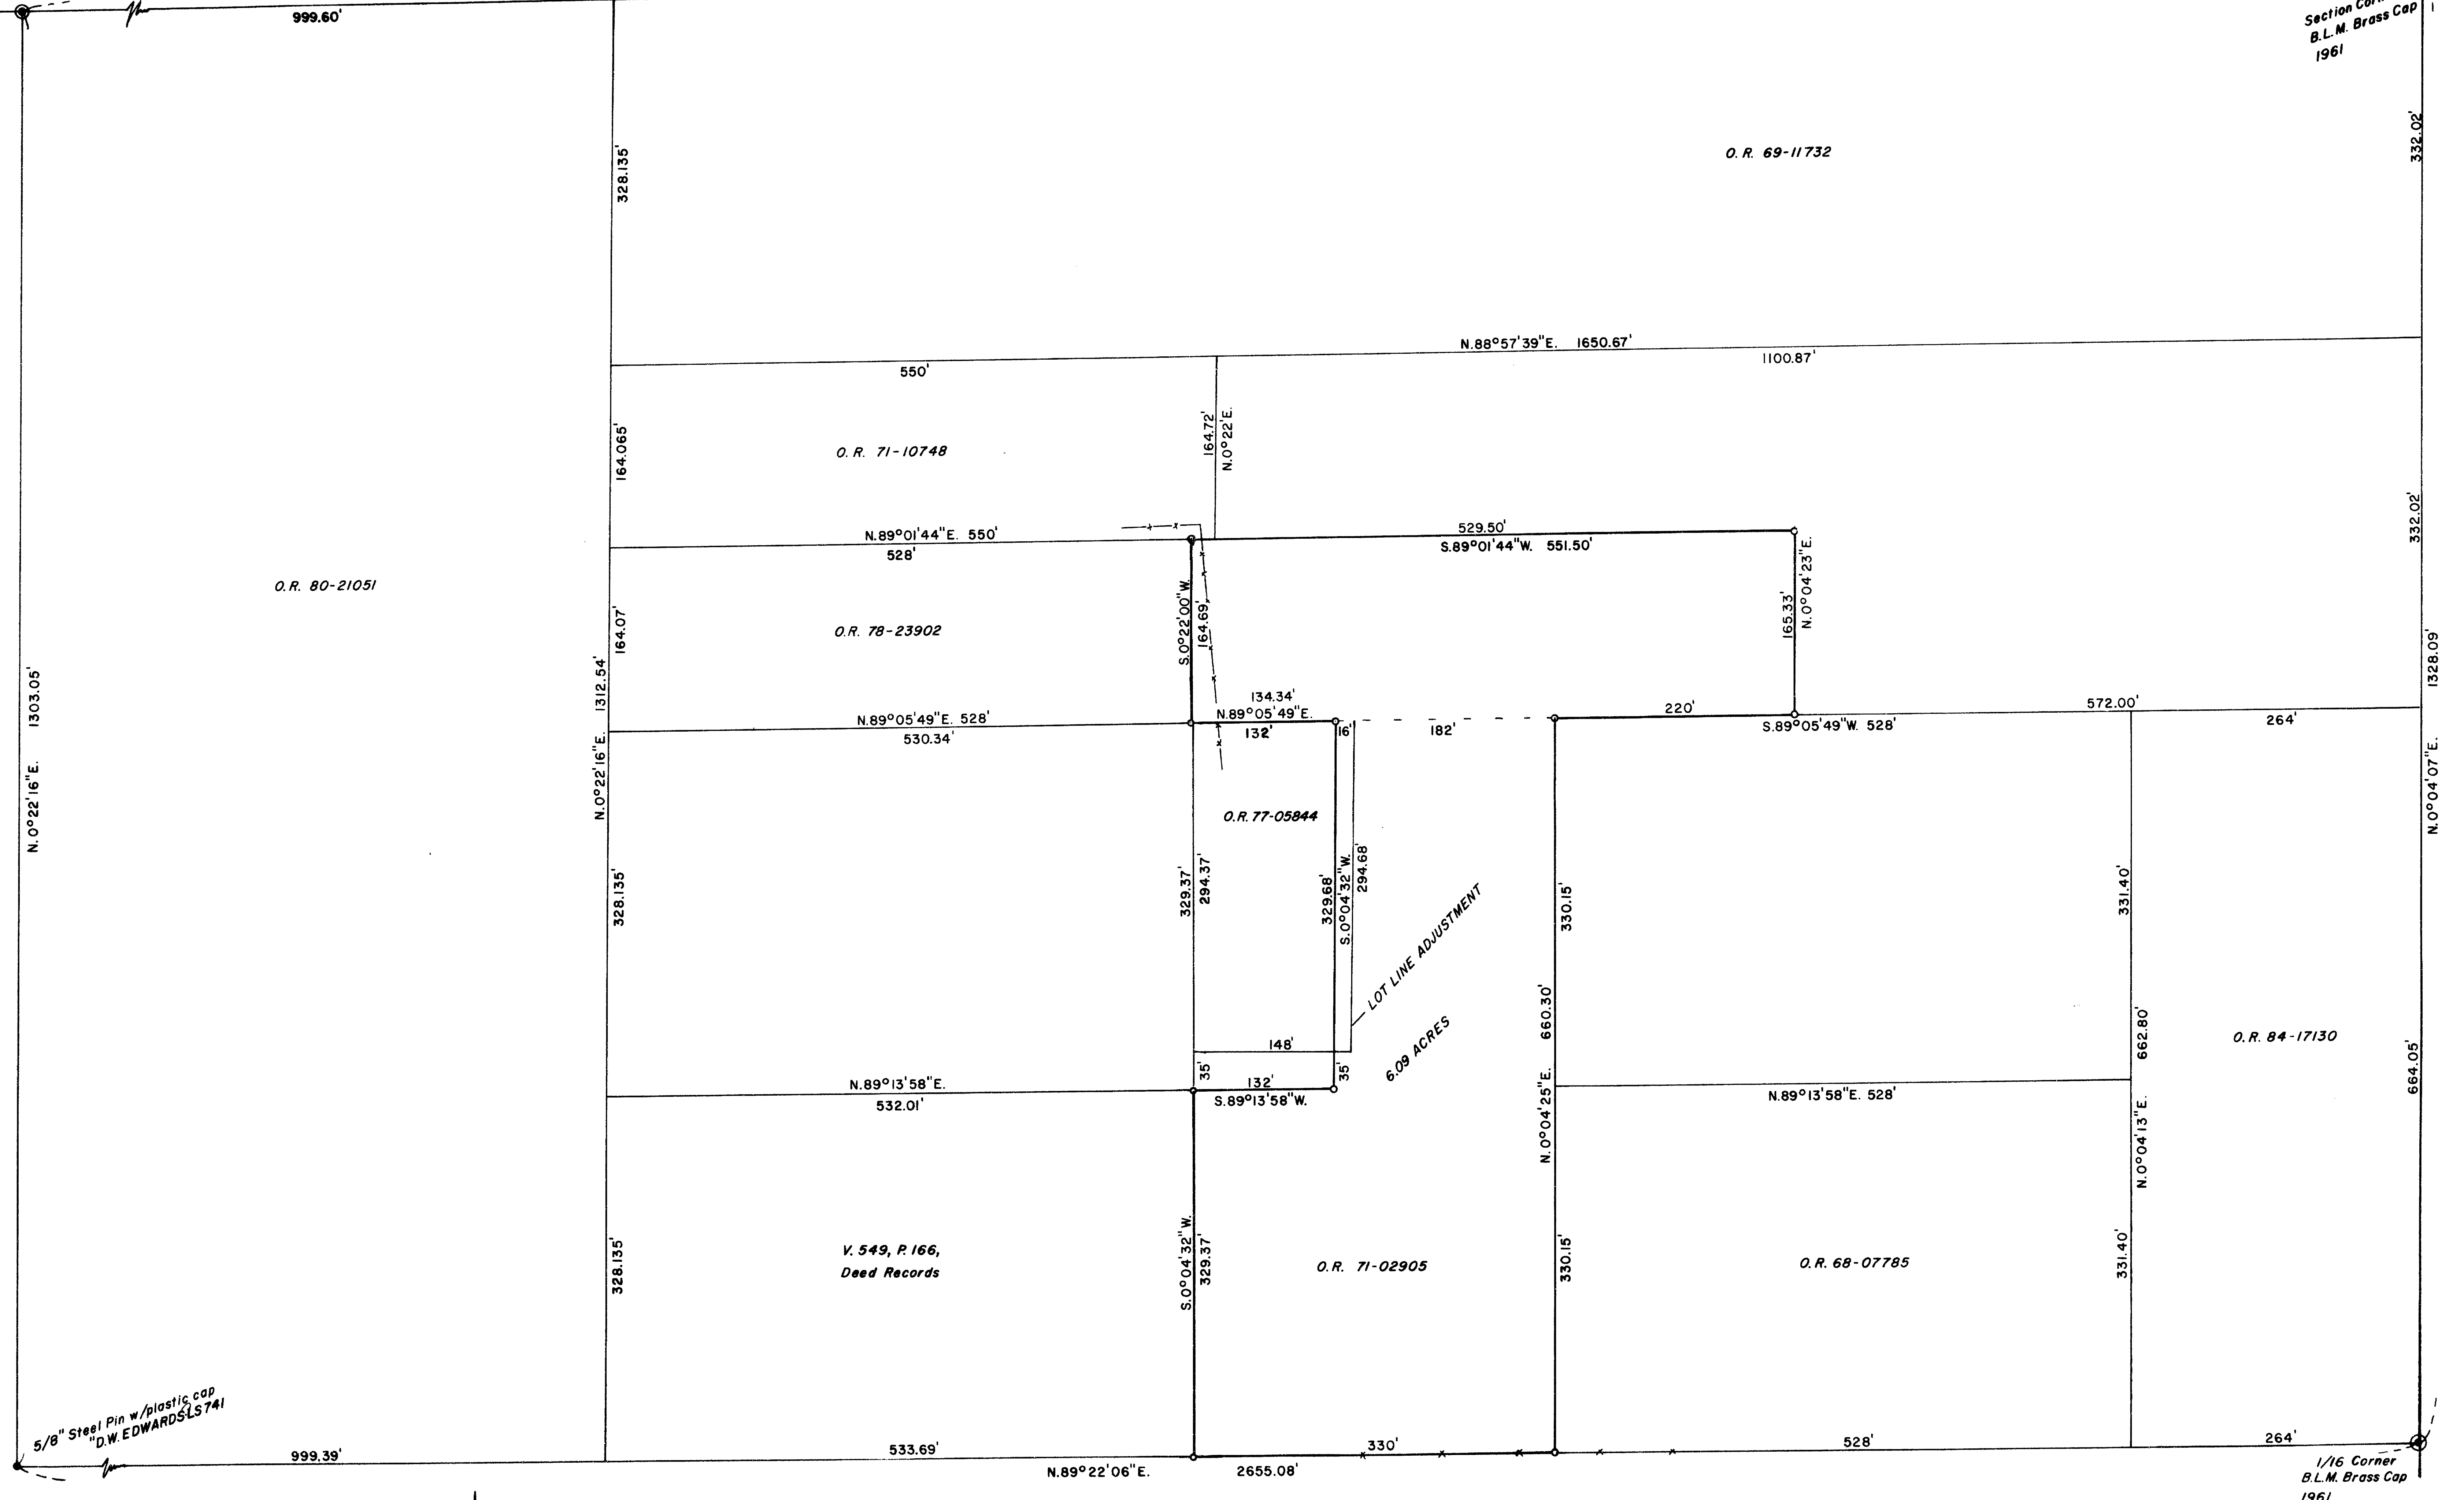 999.60'
Section
B.L.M. Brass Cap
1961
328.135'
O.R. 69-11732
332.02'
N.88°57'39"E. 1650.67'
550'
1100.87'
164.065'
O.R. 71-10748
164.72'
N.0°22'E.
N.89°01'44"E. 550'
528'
529.50'
S.89°01'44"W. 551.50'
332.02'
O.R. 80-21051
164.07'
O.R. 78-23902
S.0°22'00"W.
164.69'
165.33'
N.0°04'23"E.
N.0°22'16"E. 1303.05'
N.0°22'16"E. 1312.54'
N.89°05'49"E. 528'
530.34'
134.34'
N.89°05'49"E.
132'
16'
182'
220'
S.89°05'49"W. 528'
572.00'
264'
N.0°04'07"E. 1328.09'
O.R. 77-05844
328.135'
329.37'
294.37'
329.68'
S.0°04'32"W.
294.68'
LOT LINE ADJUSTMENT
6.09 ACRES
330.15'
N.0°04'25"E. 660.30'
331.40'
N.0°04'13"E. 662.80'
O.R. 84-17130
664.05'
148'
35'
35'
132'
S.89°13'58"W.
N.89°13'58"E.
532.01'
N.89°13'58"E. 528'
328.135'
V. 549, P. 166,
Deed Records
S.0°04'32"W.
329.37'
O.R. 71-02905
330.15'
O.R. 68-07785
331.40'
5/8" Steel Pin w/plastic cap
"D.W. EDWARDS-LS 741
999.39'
533.69'
330'
528'
264'
N.89°22'06"E. 2655.08'
1/16 Corner
B.L.M. Brass Cap
1961